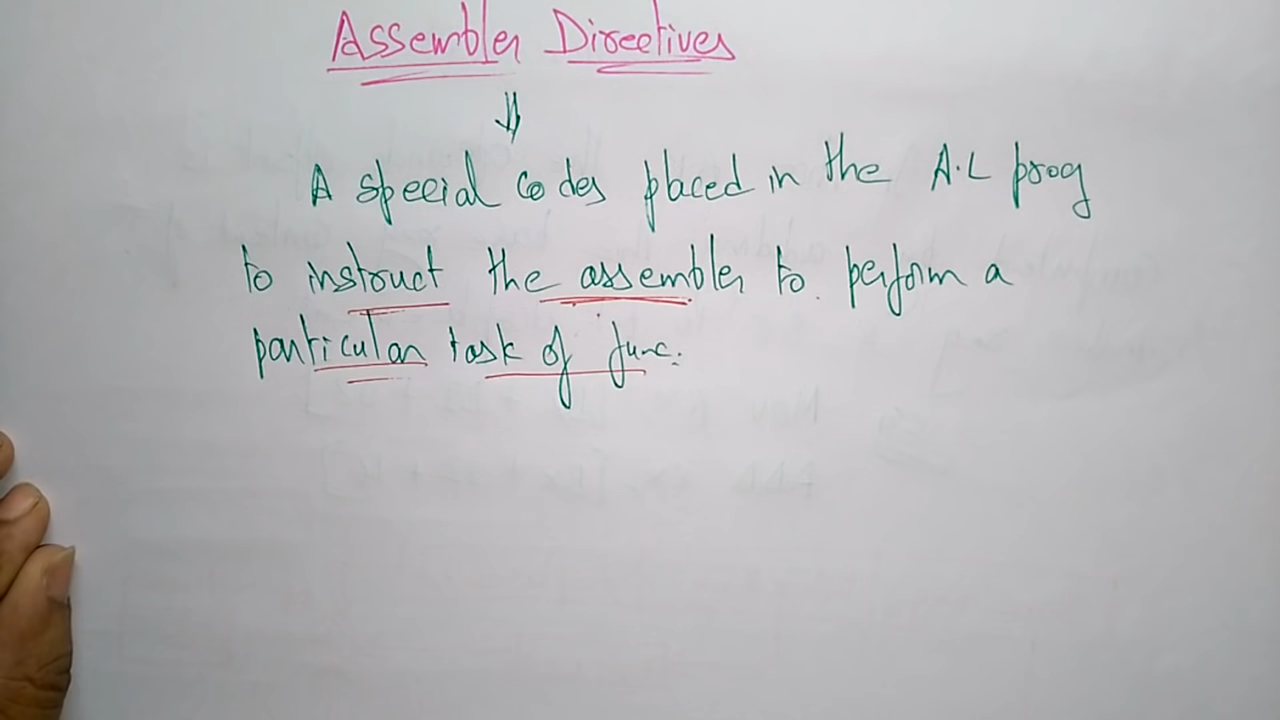 Assembler Directives
A special codes placed in the A.L prog
to instruct the assembler to perform a
particular task of func.